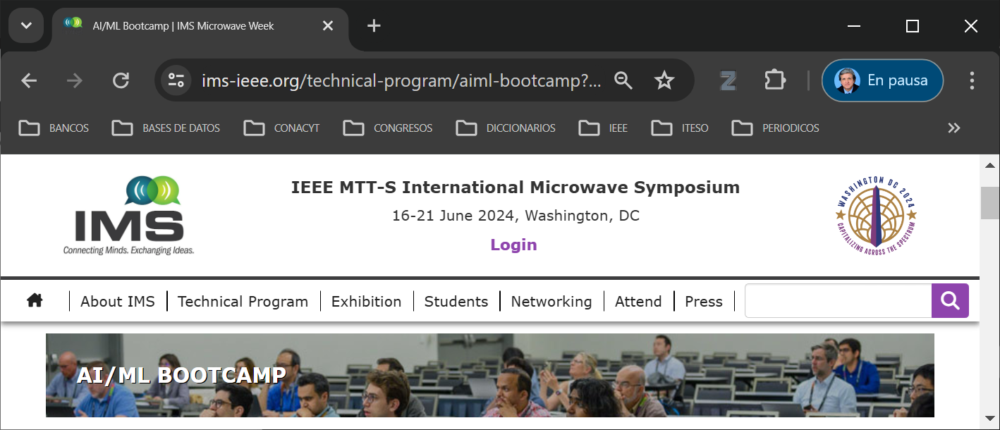 AI/ML Bootcamp | IMS Microwave Week
ims-ieee.org/technical-program/aiml-bootcamp?...
En pausa
BANCOS BASES DE DATOS CONACYT CONGRESOS DICCIONARIOS IEEE ITESO PERIODICOS
IMS
Connecting Minds. Exchanging Ideas.
IEEE MTT-S International Microwave Symposium
16-21 June 2024, Washington, DC
Login
WASHINGTON DC 2024
CAPITALIZING ACROSS THE SPECTRUM
About IMS Technical Program Exhibition Students Networking Attend Press
AI/ML BOOTCAMP